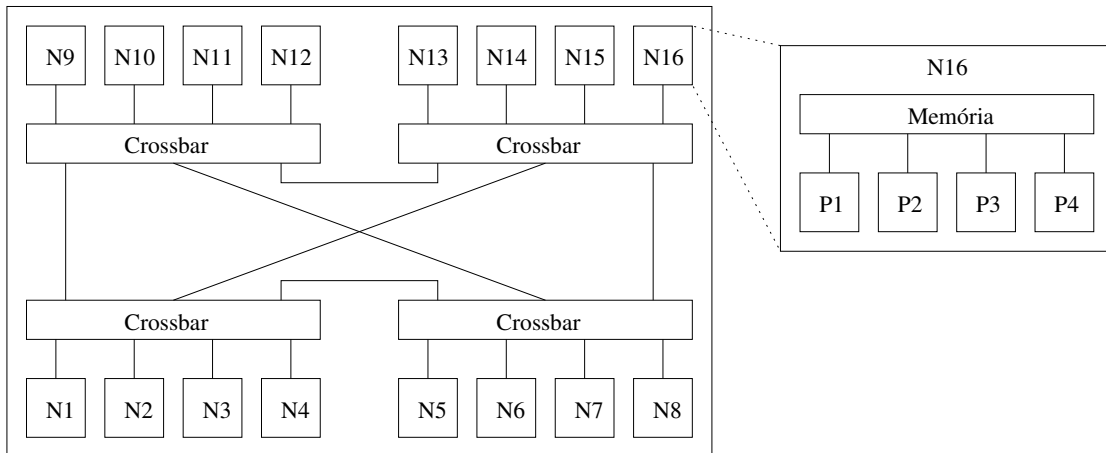 N9 N10 N11 N12 N13 N14 N15 N16
Crossbar Crossbar
Crossbar Crossbar
N1 N2 N3 N4 N5 N6 N7 N8
N16
Memória
P1 P2 P3 P4